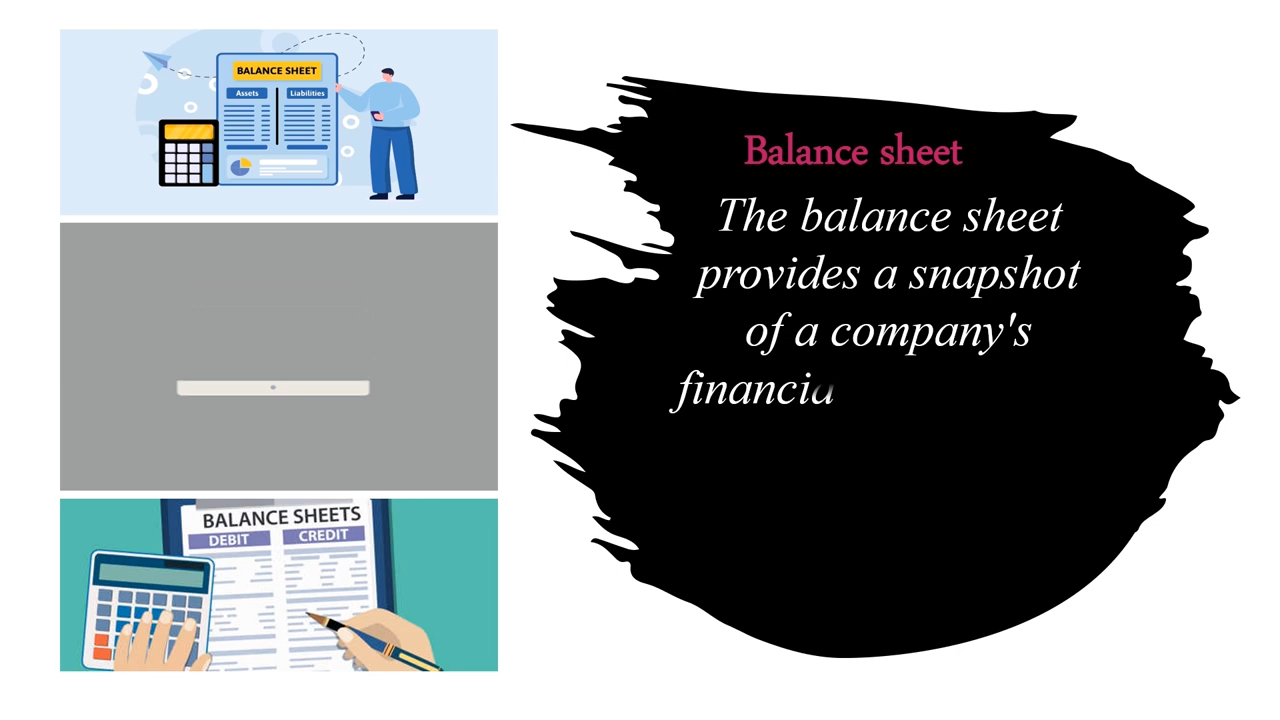 BALANCE SHEET
Assets
Liabilities
BALANCE SHEETS
DEBIT
CREDIT
Balance sheet
The balance sheet
provides a snapshot
of a company's
financia